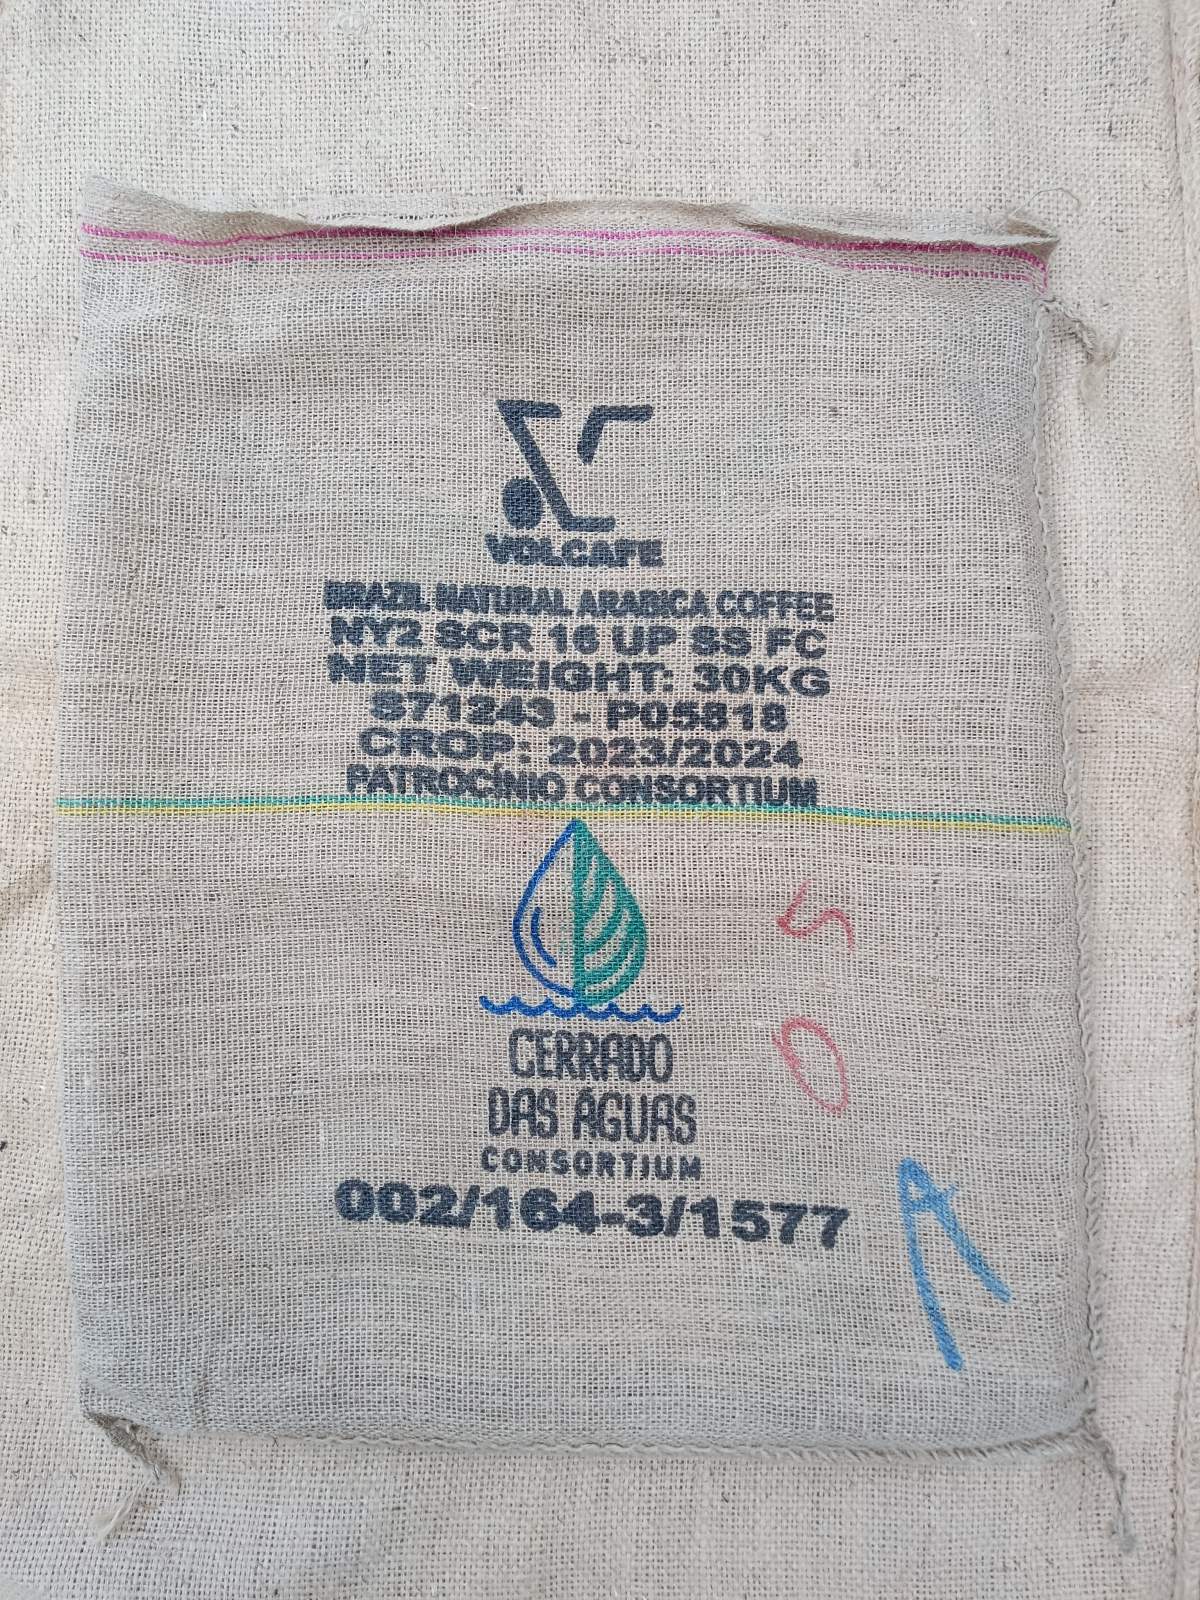 VOLCAFE
BRAZIL NATURAL ARABICA COFFEE
NY2 SCR 16 UP SS FC
NET WEIGHT: 30KG
S71243 - P05818
CROP: 2023/2024
PATROCÍNIO CONSORTIUM
CERRADO
DAS ÁGUAS
CONSORTIUM
002/164-3/1577
50
A